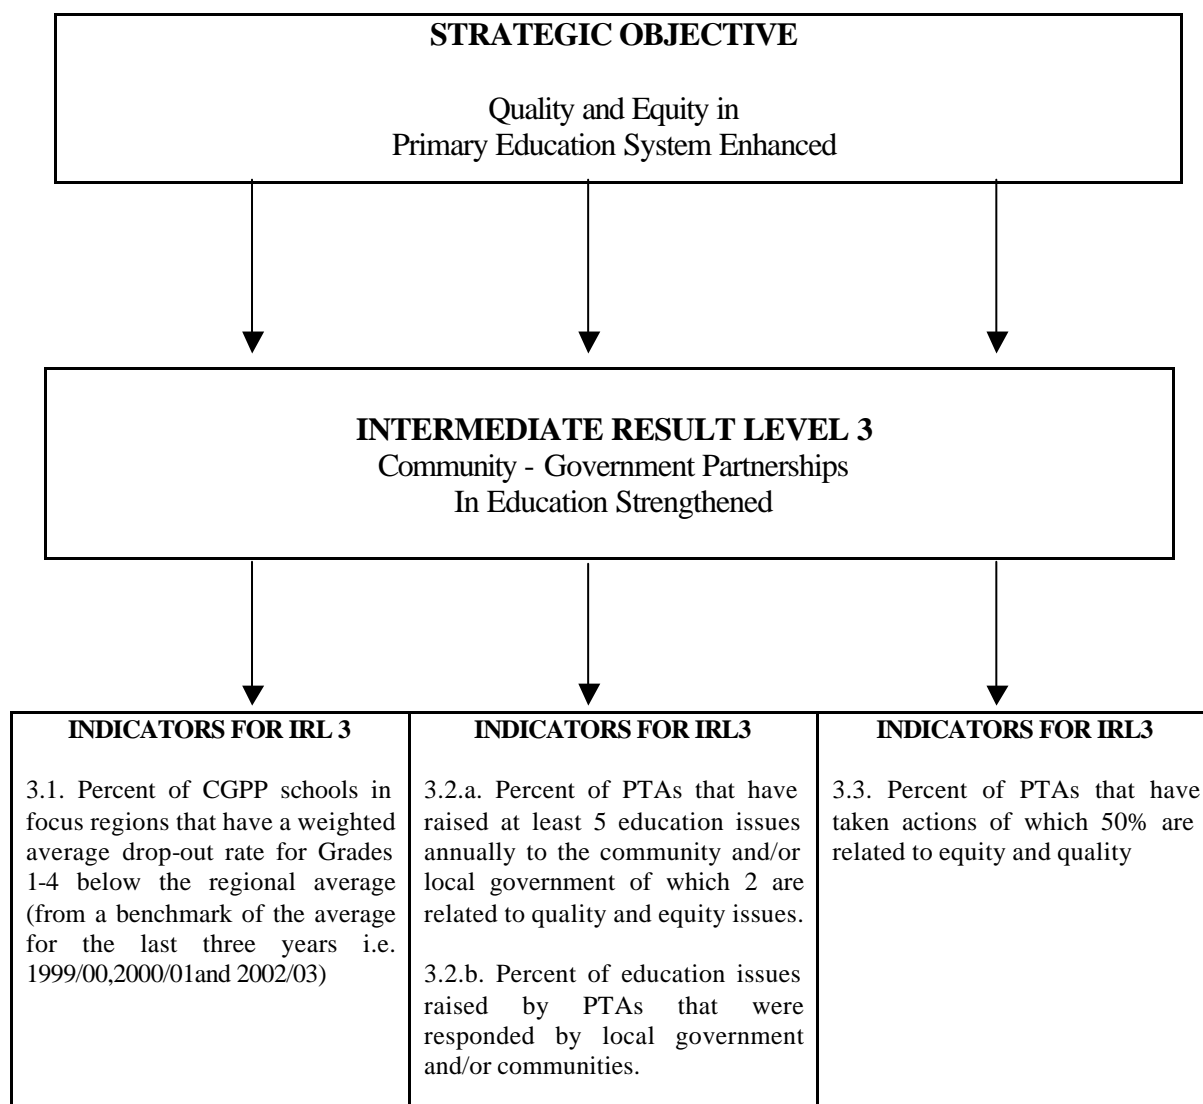 STRATEGIC OBJECTIVE
Quality and Equity in
Primary Education System Enhanced
INTERMEDIATE RESULT LEVEL 3
Community - Government Partnerships
In Education Strengthened
INDICATORS FOR IRL 3
3.1. Percent of CGPP schools in
focus regions that have a weighted
average drop-out rate for Grades
1-4 below the regional average
(from a benchmark of the average
for the last three years i.e.
1999/00,2000/01and 2002/03)
INDICATORS FOR IRL3
3.2.a. Percent of PTAs that have
raised at least 5 education issues
annually to the community and/or
local government of which 2 are
related to quality and equity issues.
3.2.b. Percent of education issues
raised by PTAs that were
responded by local government
and/or communities.
INDICATORS FOR IRL3
3.3. Percent of PTAs that have
taken actions of which 50% are
related to equity and quality